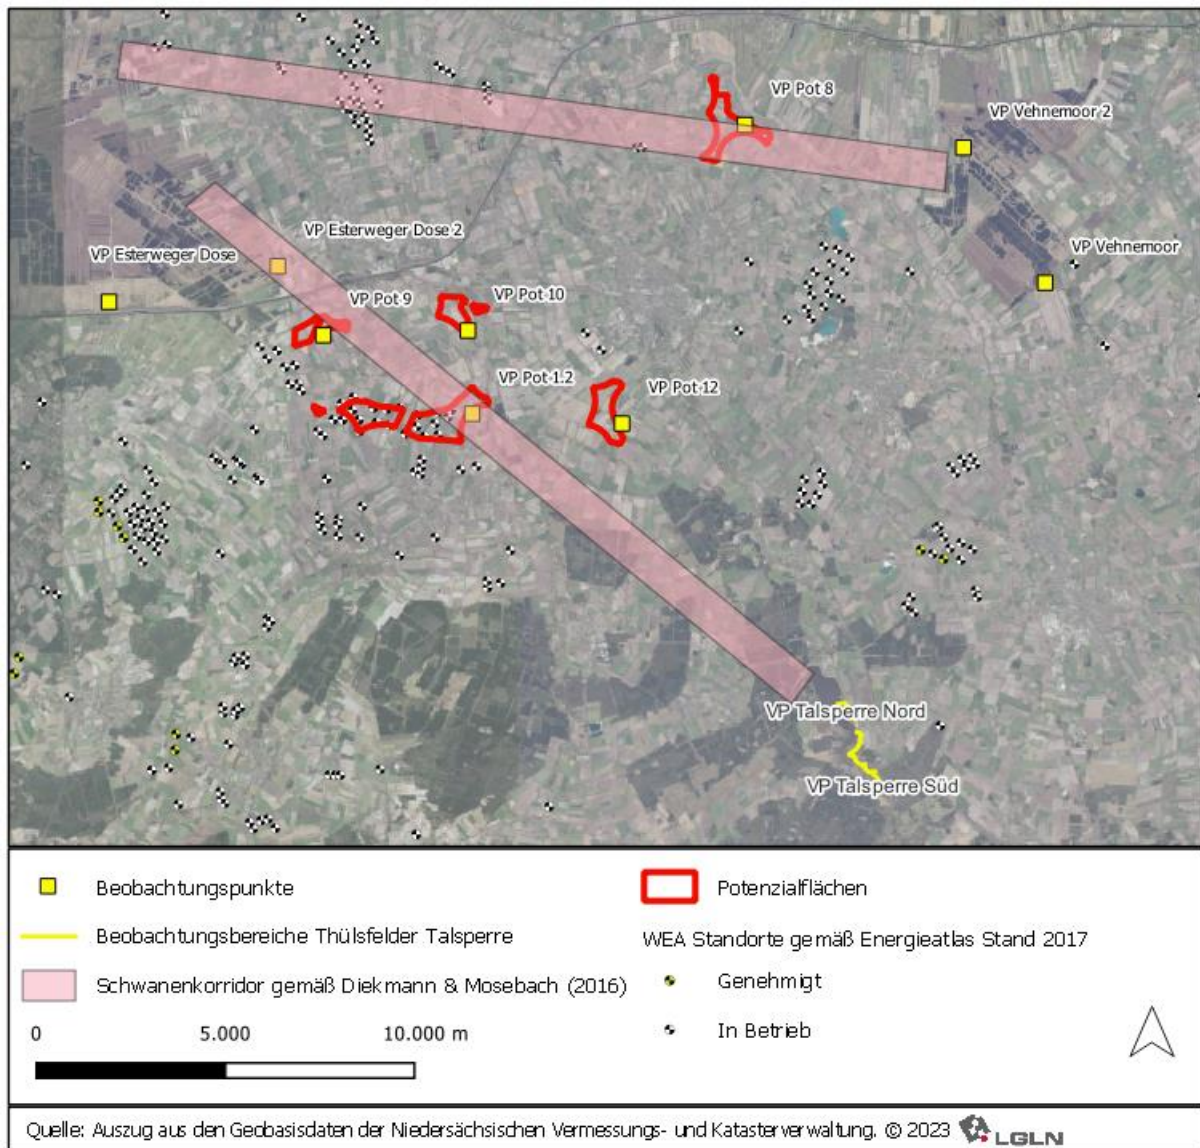 VP Pot 8
VP Vehnemoor 2
VP Esterweger Dose 2
VP Esterweger Dose
VP Vehnemoor
VP Pot 9
VP Pot 10
VP Pot 1.2
VP Pot 12
VP Talsperre Nord
VP Talsperre Süd
Beobachtungspunkte
Beobachtungsbereiche Thülsfelder Talsperre
Schwanenkorridor gemäß Diekmann & Mosebach (2016)
0 5.000 10.000 m
Potenzialflächen
WEA Standorte gemäß Energieatlas Stand 2017
Genehmigt
In Betrieb
Quelle: Auszug aus den Geobasisdaten der Niedersächsischen Vermessungs- und Katasterverwaltung. © 2023 LGLN